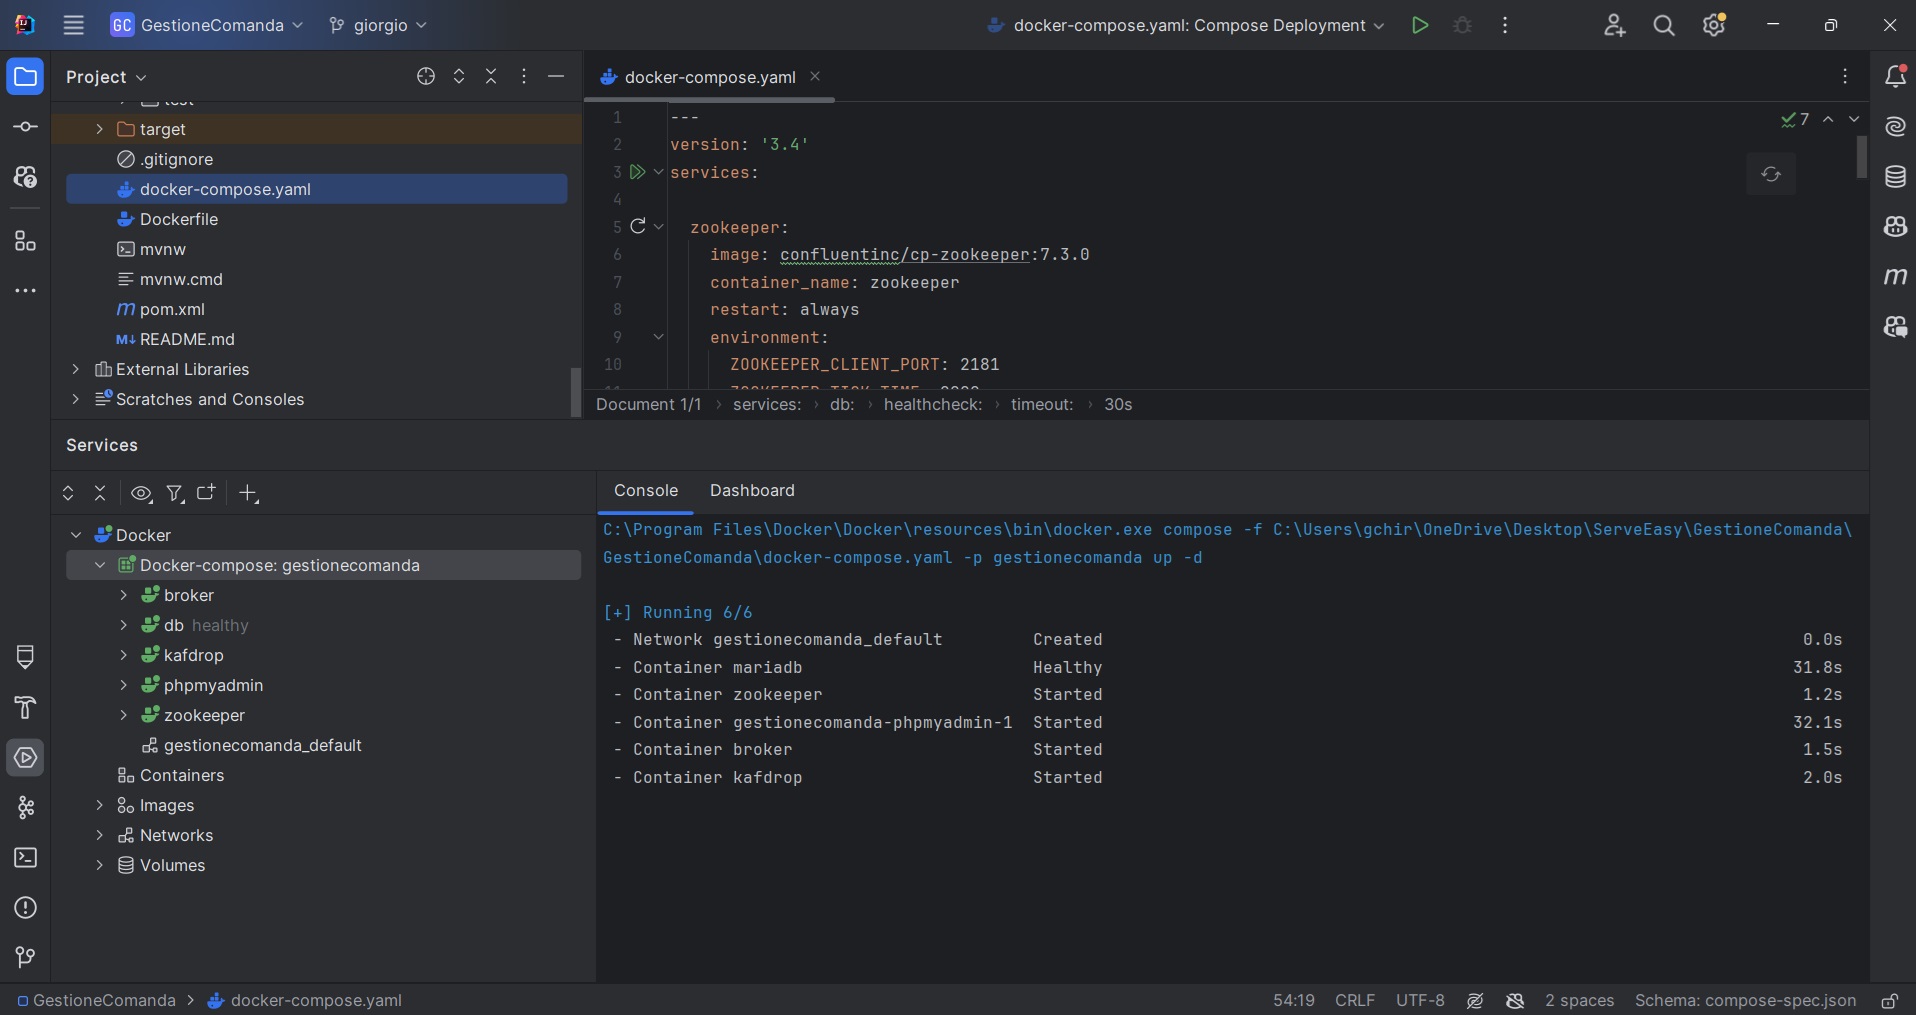 GC GestioneComanda giorgio docker-compose.yaml: Compose Deployment
Project
test
target
.gitignore
docker-compose.yaml
Dockerfile
mvnw
mvnw.cmd
m pom.xml
M↓ README.md
External Libraries
Scratches and Consoles
docker-compose.yaml
7
1 ---
2 version: '3.4'
3 services:
4
5 zookeeper:
6 image: confluentinc/cp-zookeeper:7.3.0
7 container_name: zookeeper
8 restart: always
9 environment:
10 ZOOKEEPER_CLIENT_PORT: 2181
Document 1/1 › services: › db: › healthcheck: › timeout: › 30s
Services
Docker
Docker-compose: gestionecomanda
broker
db healthy
kafdrop
phpmyadmin
zookeeper
gestionecomanda_default
Containers
Images
Networks
Volumes
Console Dashboard
C:\Program Files\Docker\Docker\resources\bin\docker.exe compose -f C:\Users\gchir\OneDrive\Desktop\ServeEasy\GestioneComanda\
GestioneComanda\docker-compose.yaml -p gestionecomanda up -d
[+] Running 6/6
- Network gestionecomanda_default Created 0.0s
- Container mariadb Healthy 31.8s
- Container zookeeper Started 1.2s
- Container gestionecomanda-phpmyadmin-1 Started 32.1s
- Container broker Started 1.5s
- Container kafdrop Started 2.0s
GestioneComanda > docker-compose.yaml
54:19 CRLF UTF-8 2 spaces Schema: compose-spec.json